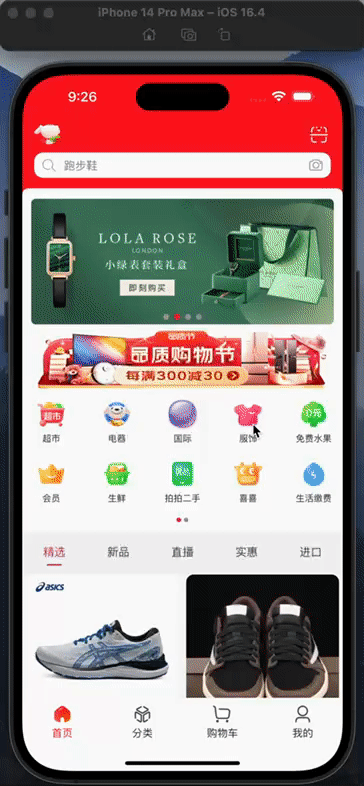 iPhone 14 Pro Max – iOS 16.4
9:26
跑步鞋
LOLA ROSE
LONDON
小绿表套装礼盒
即刻购买
品质购物节
每满300减30
超市
电器
国际
服饰
免费水果
会员
生鲜
拍拍二手
喜喜
生活缴费
精选
新品
直播
实惠
进口
asics
首页
分类
购物车
我的